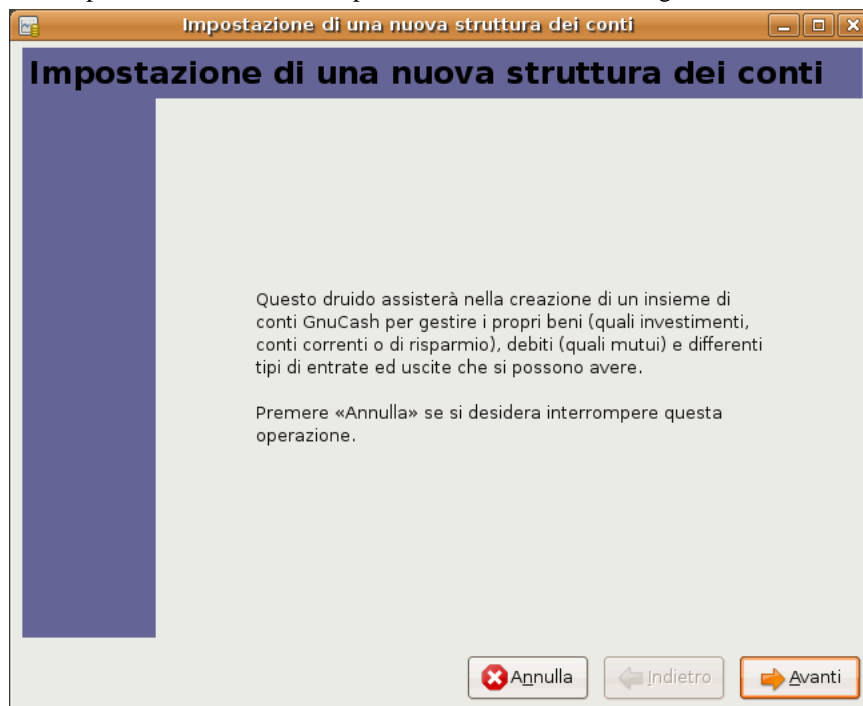 Impostazione di una nuova struttura dei conti
Impostazione di una nuova struttura dei conti
Questo druido assisterà nella creazione di un insieme di
conti GnuCash per gestire i propri beni (quali investimenti,
conti correnti o di risparmio), debiti (quali mutui) e differenti
tipi di entrate ed uscite che si possono avere.
Premere «Annulla» se si desidera interrompere questa
operazione.
Annulla
Indietro
Avanti